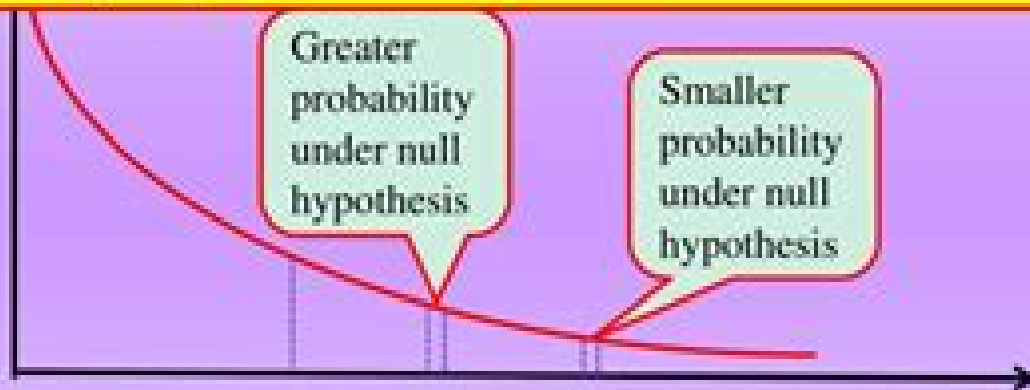 Greater
probability
under null
hypothesis
Smaller
probability
under null
hypothesis